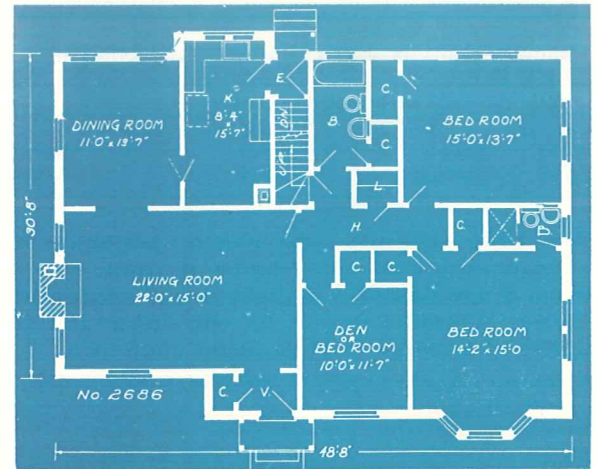 E.
K.
8'-4"
x
15'-7"
DN
B.
C.
C.
L.
DINING ROOM
11'-0" x 13'-7"
BED ROOM
15'-0" x 13'-7"
H.
C.
B.
C.
C.
LIVING ROOM
22'-0" x 15'-0"
DEN
OR
BED ROOM
10'-0" x 11'-7"
BED ROOM
14'-2" x 15'-0
30'-8"
No. 2686
C.
V.
48'-8"